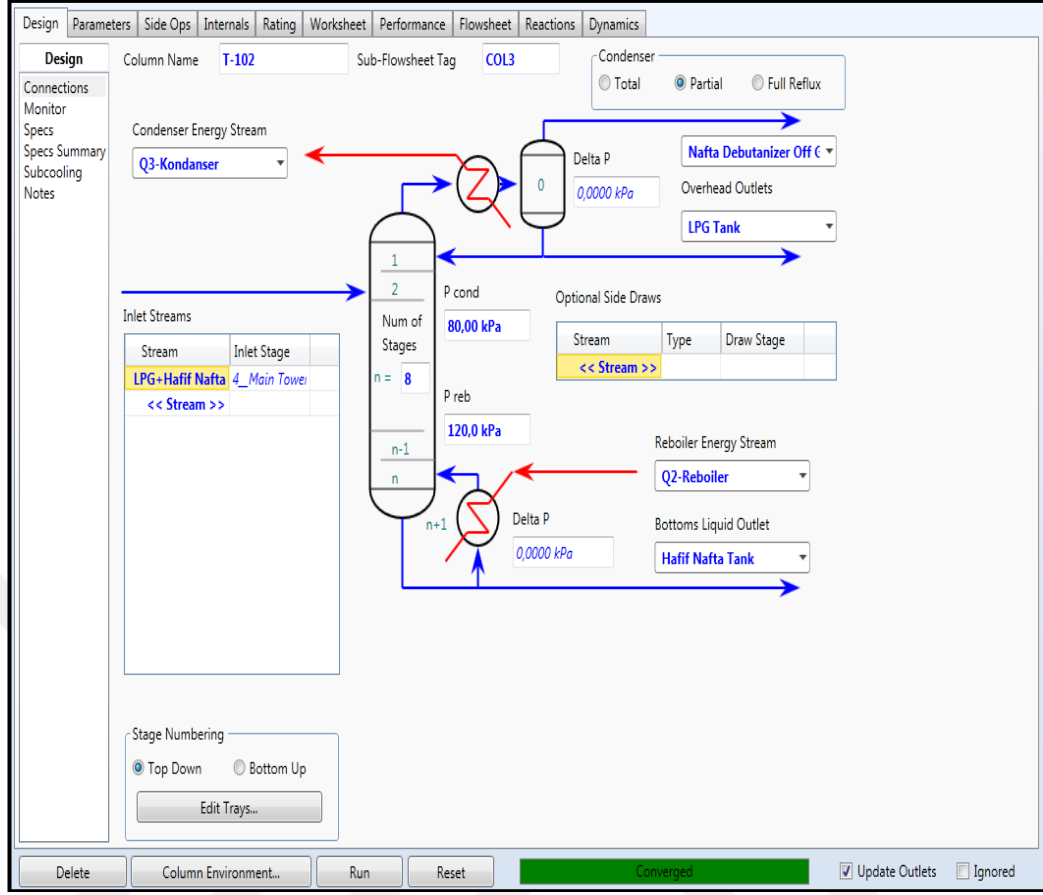 Design Parameters Side Ops Internals Rating Worksheet Performance Flowsheet Reactions Dynamics
Design
Connections
Monitor
Specs
Specs Summary
Subcooling
Notes
Column Name T-102 Sub-Flowsheet Tag COL3
Condenser
Total Partial Full Reflux
Condenser Energy Stream
Q3-Kondanser
Delta P
0,0000 kPa
0
Nafta Debutanizer Off
Overhead Outlets
LPG Tank
1
2
Num of
Stages
n = 8
n-1
n
n+1
P cond
80,00 kPa
P reb
120,0 kPa
Optional Side Draws
Stream Type Draw Stage
<< Stream >>
Inlet Streams
Stream Inlet Stage
LPG+Hafif Nafta 4_Main Tower
<< Stream >>
Delta P
0,0000 kPa
Reboiler Energy Stream
Q2-Reboiler
Bottoms Liquid Outlet
Hafif Nafta Tank
Stage Numbering
Top Down Bottom Up
Edit Trays...
Delete Column Environment... Run Reset Converged Update Outlets Ignored